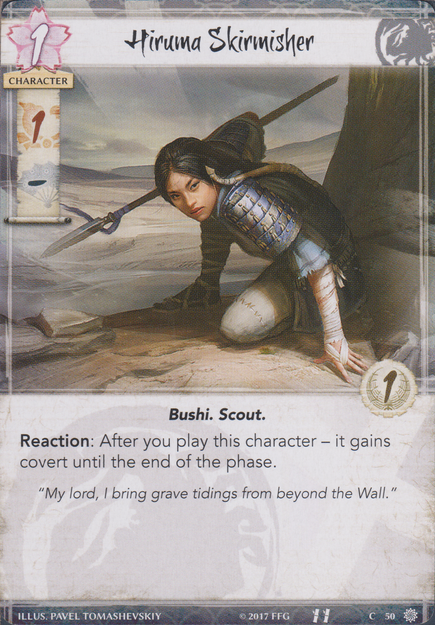 1
Hiruma Skirmisher
CHARACTER
1
–
1
Bushi. Scout.
Reaction: After you play this character – it gains
covert until the end of the phase.
“My lord, I bring grave tidings from beyond the Wall.”
ILLUS. PAVEL TOMASHEVSKIY © 2017 FFG C 50